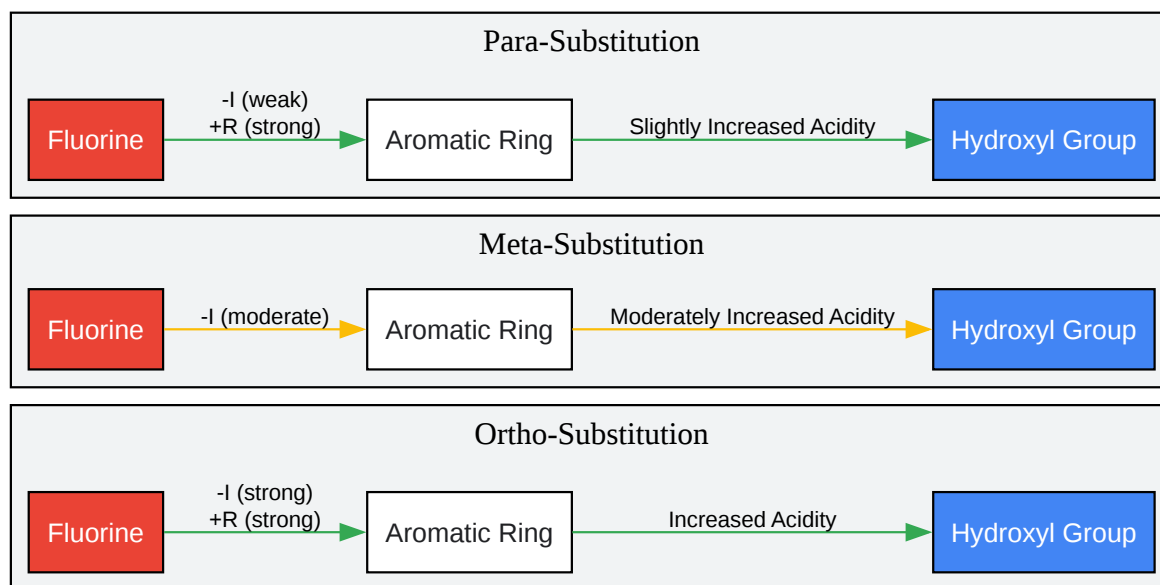 Para-Substitution
Fluorine
-I (weak)
+R (strong)
Aromatic Ring
Slightly Increased Acidity
Hydroxyl Group
Meta-Substitution
Fluorine
-I (moderate)
Aromatic Ring
Moderately Increased Acidity
Hydroxyl Group
Ortho-Substitution
Fluorine
-I (strong)
+R (strong)
Aromatic Ring
Increased Acidity
Hydroxyl Group